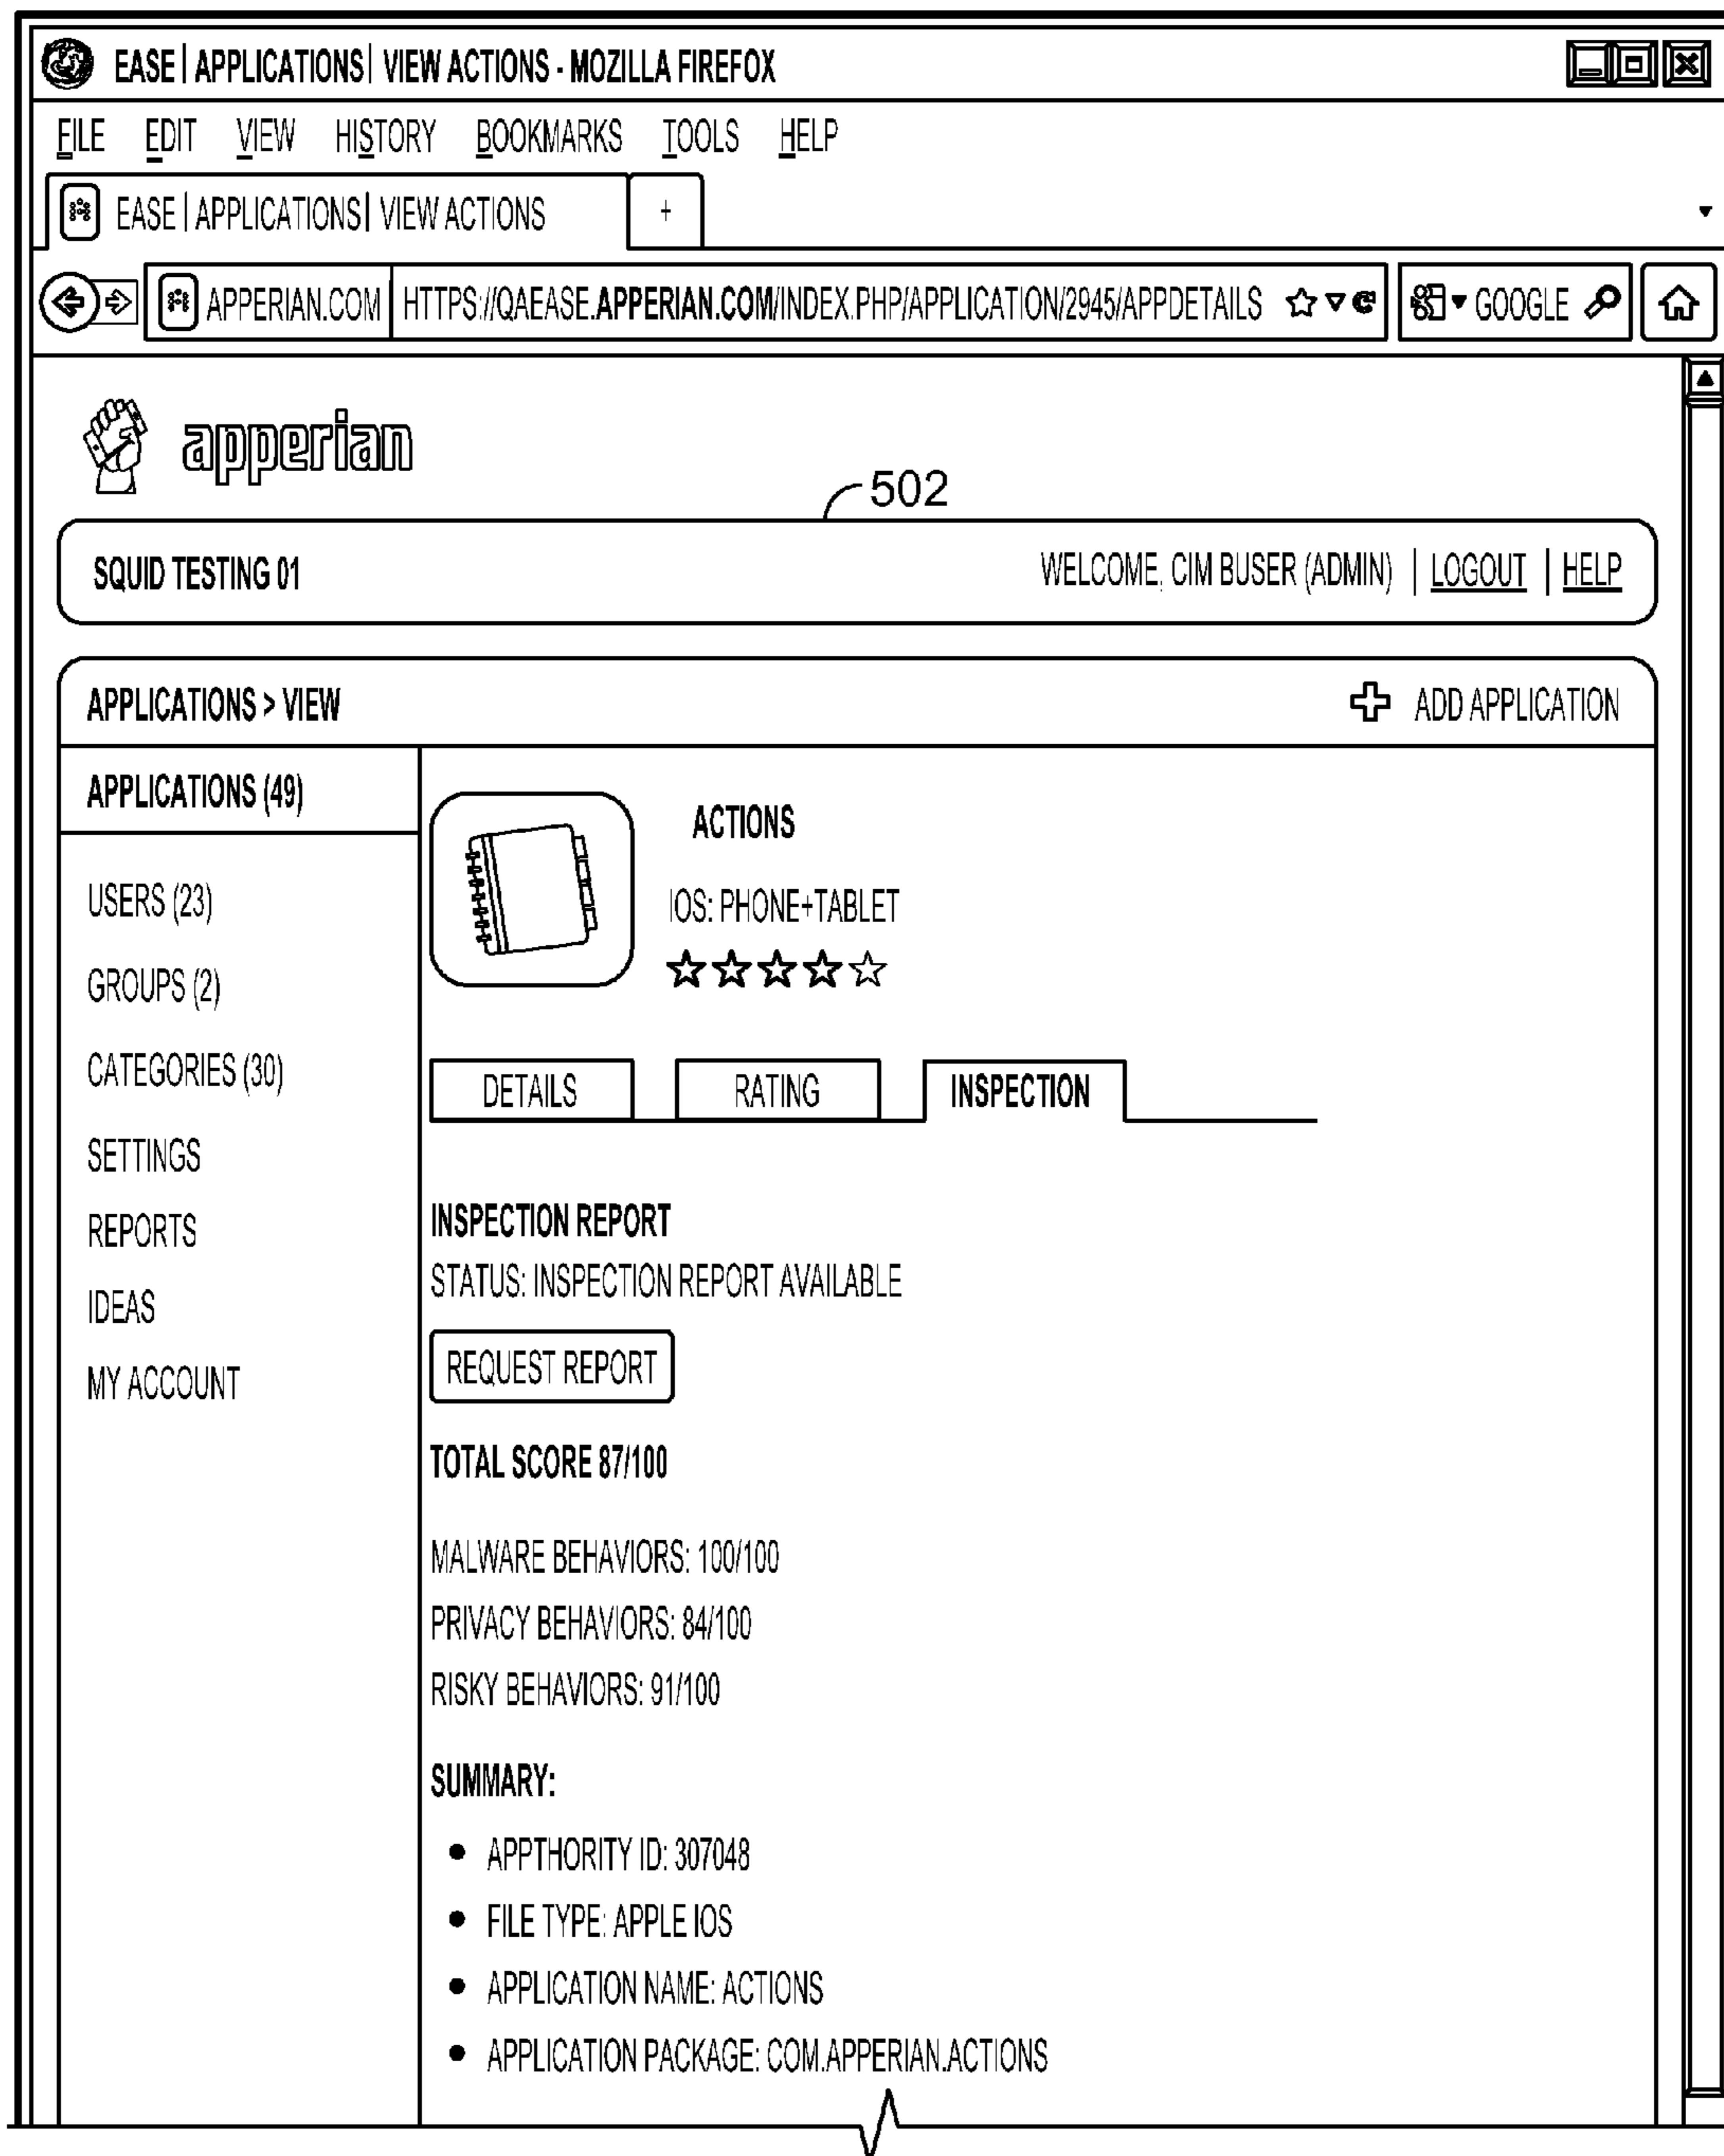 EASE | APPLICATIONS | VIEW ACTIONS - MOZILLA FIREFOX
FILE EDIT VIEW HISTORY BOOKMARKS TOOLS HELP
EASE | APPLICATIONS | VIEW ACTIONS +
APPERIAN.COM HTTPS://QAEASE.APPERIAN.COM/INDEX.PHP/APPLICATION/2945/APPDETAILS GOOGLE
apperian
502
SQUID TESTING 01 WELCOME, CIM BUSER (ADMIN) | LOGOUT | HELP
APPLICATIONS > VIEW ADD APPLICATION
APPLICATIONS (49)
USERS (23)
GROUPS (2)
CATEGORIES (30)
SETTINGS
REPORTS
IDEAS
MY ACCOUNT
ACTIONS
IOS: PHONE+TABLET
DETAILS RATING INSPECTION
INSPECTION REPORT
STATUS: INSPECTION REPORT AVAILABLE
REQUEST REPORT
TOTAL SCORE 87/100
MALWARE BEHAVIORS: 100/100
PRIVACY BEHAVIORS: 84/100
RISKY BEHAVIORS: 91/100
SUMMARY:
• APPTHORITY ID: 307048
• FILE TYPE: APPLE IOS
• APPLICATION NAME: ACTIONS
• APPLICATION PACKAGE: COM.APPERIAN.ACTIONS